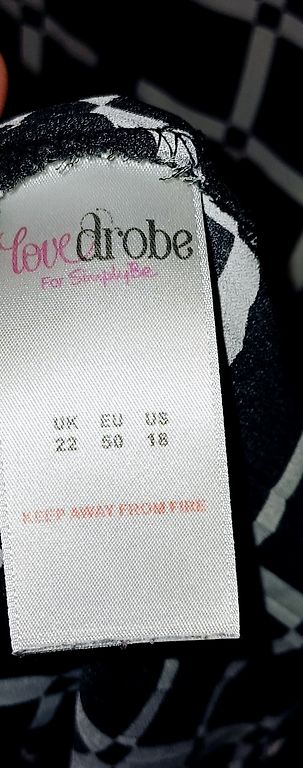 lovedrobe
For SimplyBe
UK EU US
22 50 18
KEEP AWAY FROM FIRE